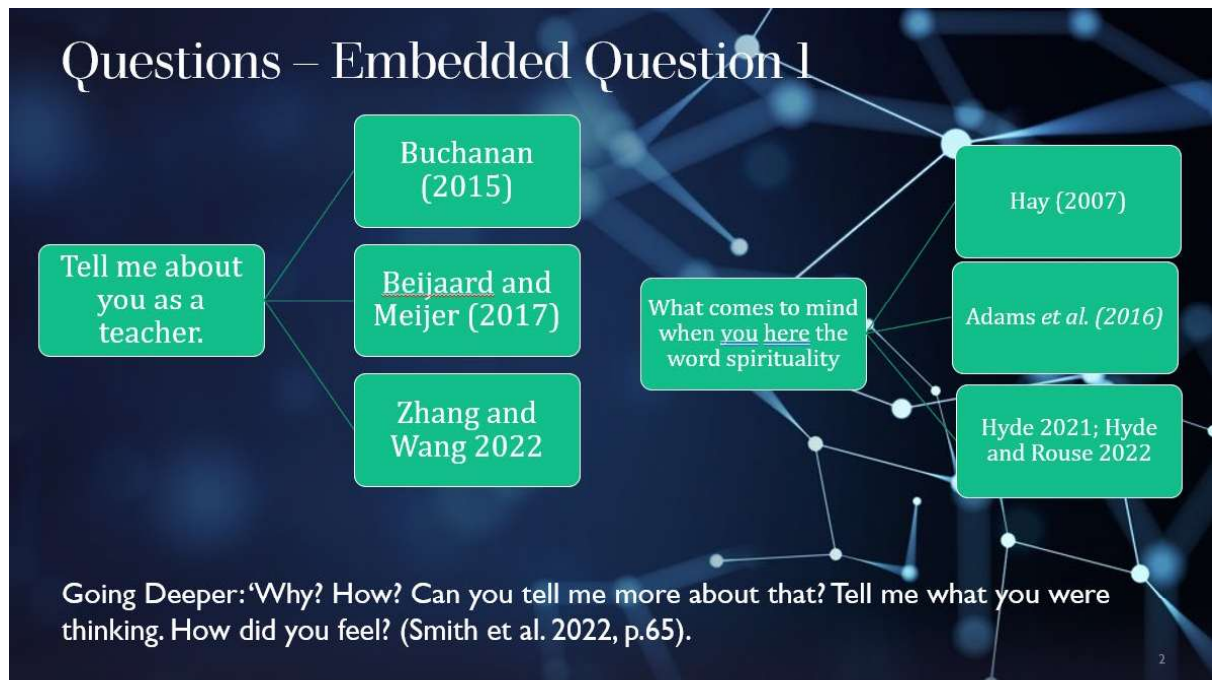 Questions – Embedded Question 1
Tell me about
you as a
teacher.
Buchanan
(2015)
Beijaard and
Meijer (2017)
Zhang and
Wang 2022
What comes to mind
when you here the
word spirituality
Hay (2007)
Adams et al. (2016)
Hyde 2021; Hyde
and Rouse 2022
Going Deeper: ‘Why? How? Can you tell me more about that? Tell me what you were
thinking. How did you feel? (Smith et al. 2022, p.65).
2